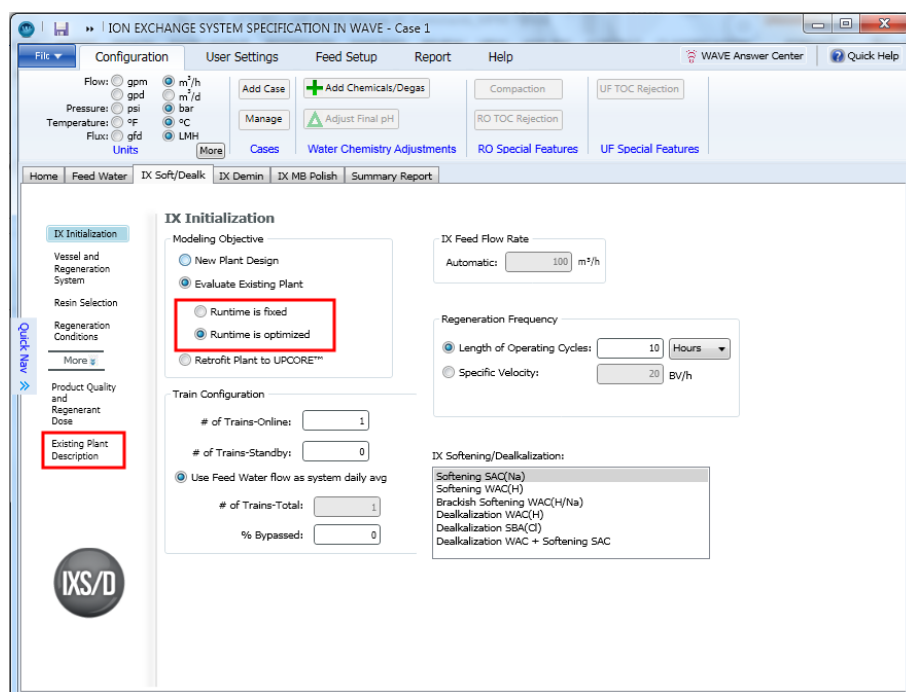 ION EXCHANGE SYSTEM SPECIFICATION IN WAVE - Case 1
File Configuration User Settings Feed Setup Report Help WAVE Answer Center Quick Help
Flow: gpm m³/h
gpd m³/d
Pressure: psi bar
Temperature: °F °C
Flux: gfd LMH
Units More
Add Case
Manage
Cases
Add Chemicals/Degas
Adjust Final pH
Water Chemistry Adjustments
Compaction
RO TOC Rejection
RO Special Features
UF TOC Rejection
UF Special Features
Home Feed Water IX Soft/Dealk IX Demin IX MB Polish Summary Report
Quick Nav
IX Initialization
Vessel and
Regeneration
System
Resin Selection
Regeneration
Conditions
More
Product Quality
and
Regenerant
Dose
Existing Plant
Description
IXS/D
IX Initialization
Modeling Objective
New Plant Design
Evaluate Existing Plant
Runtime is fixed
Runtime is optimized
Retrofit Plant to UPCORE™
Train Configuration
# of Trains-Online: 1
# of Trains-Standby: 0
Use Feed Water flow as system daily avg
# of Trains-Total: 1
% Bypassed: 0
IX Feed Flow Rate
Automatic: 100 m³/h
Regeneration Frequency
Length of Operating Cycles: 10 Hours
Specific Velocity: 20 BV/h
IX Softening/Dealkalization:
Softening SAC(Na)
Softening WAC(H)
Brackish Softening WAC(H/Na)
Dealkalization WAC(H)
Dealkalization SBA(Cl)
Dealkalization WAC + Softening SAC